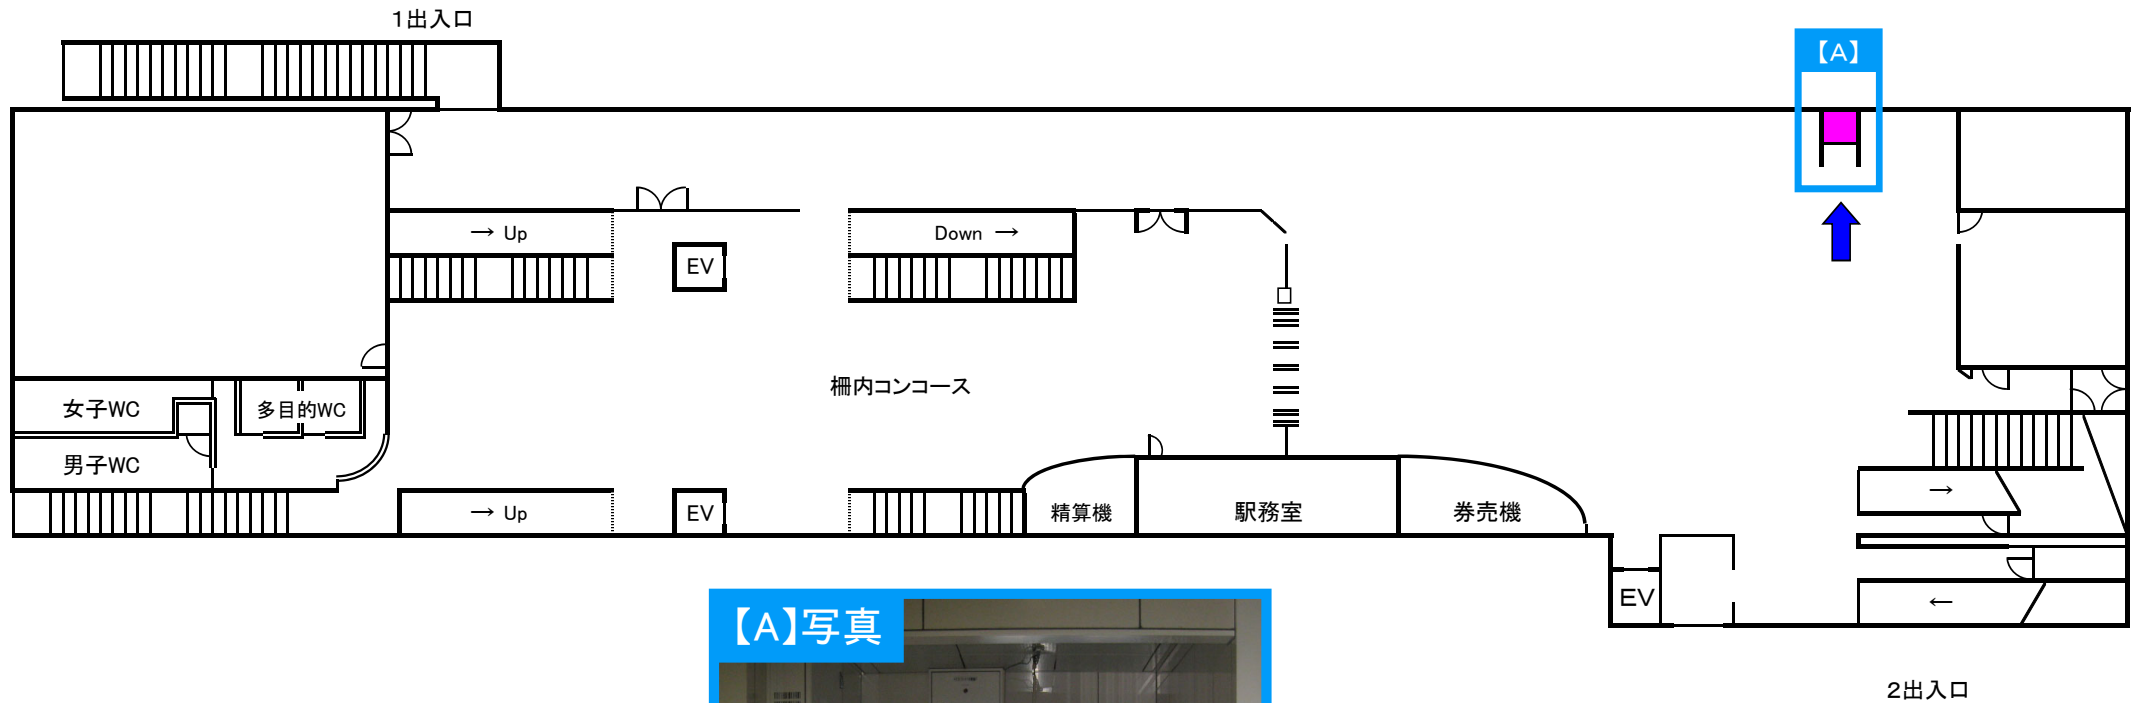 1出入口
【A】
→ Up
Down →
EV
柵内コンコース
女子WC
多目的WC
男子WC
→ Up
EV
精算機
駅務室
券売機
→
EV
←
【A】写真
2出入口